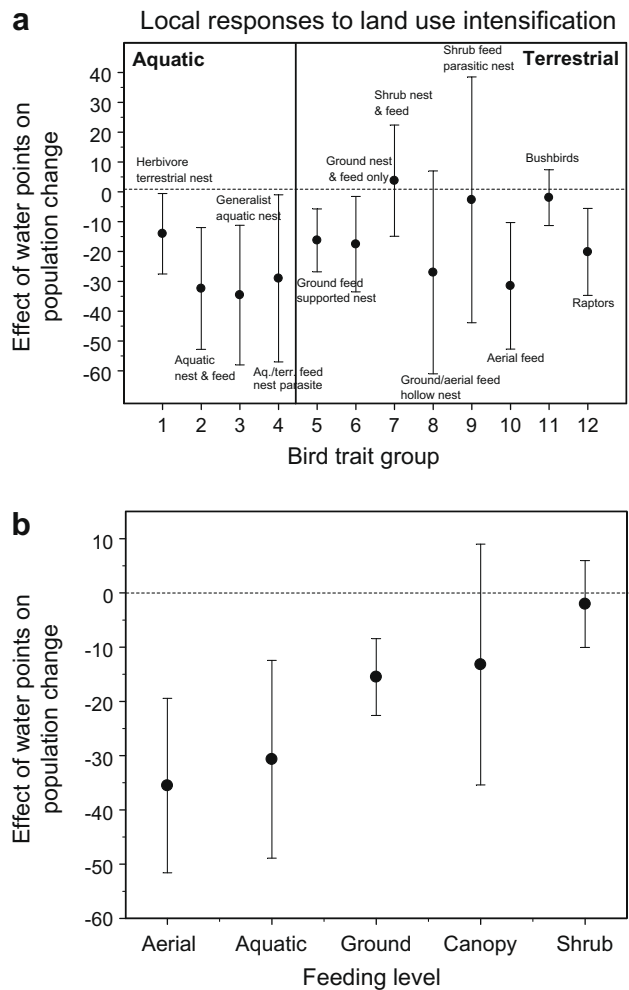 a
Local responses to land use intensification
Aquatic
Terrestrial
Shrub feed
parasitic nest
Shrub nest
& feed
Herbivore
terrestrial nest
Ground nest
& feed only
Bushbirds
Generalist
aquatic nest
Ground feed
supported nest
Raptors
Aquatic
nest & feed
Aq./terr. feed
nest parasite
Aerial feed
Ground/aerial feed
hollow nest
40
30
20
10
0
-10
-20
-30
-40
-50
-60
Effect of water points on
population change
1 2 3 4 5 6 7 8 9 10 11 12
Bird trait group
b
10
0
-10
-20
-30
-40
-50
-60
Effect of water points on
population change
Aerial Aquatic Ground Canopy Shrub
Feeding level